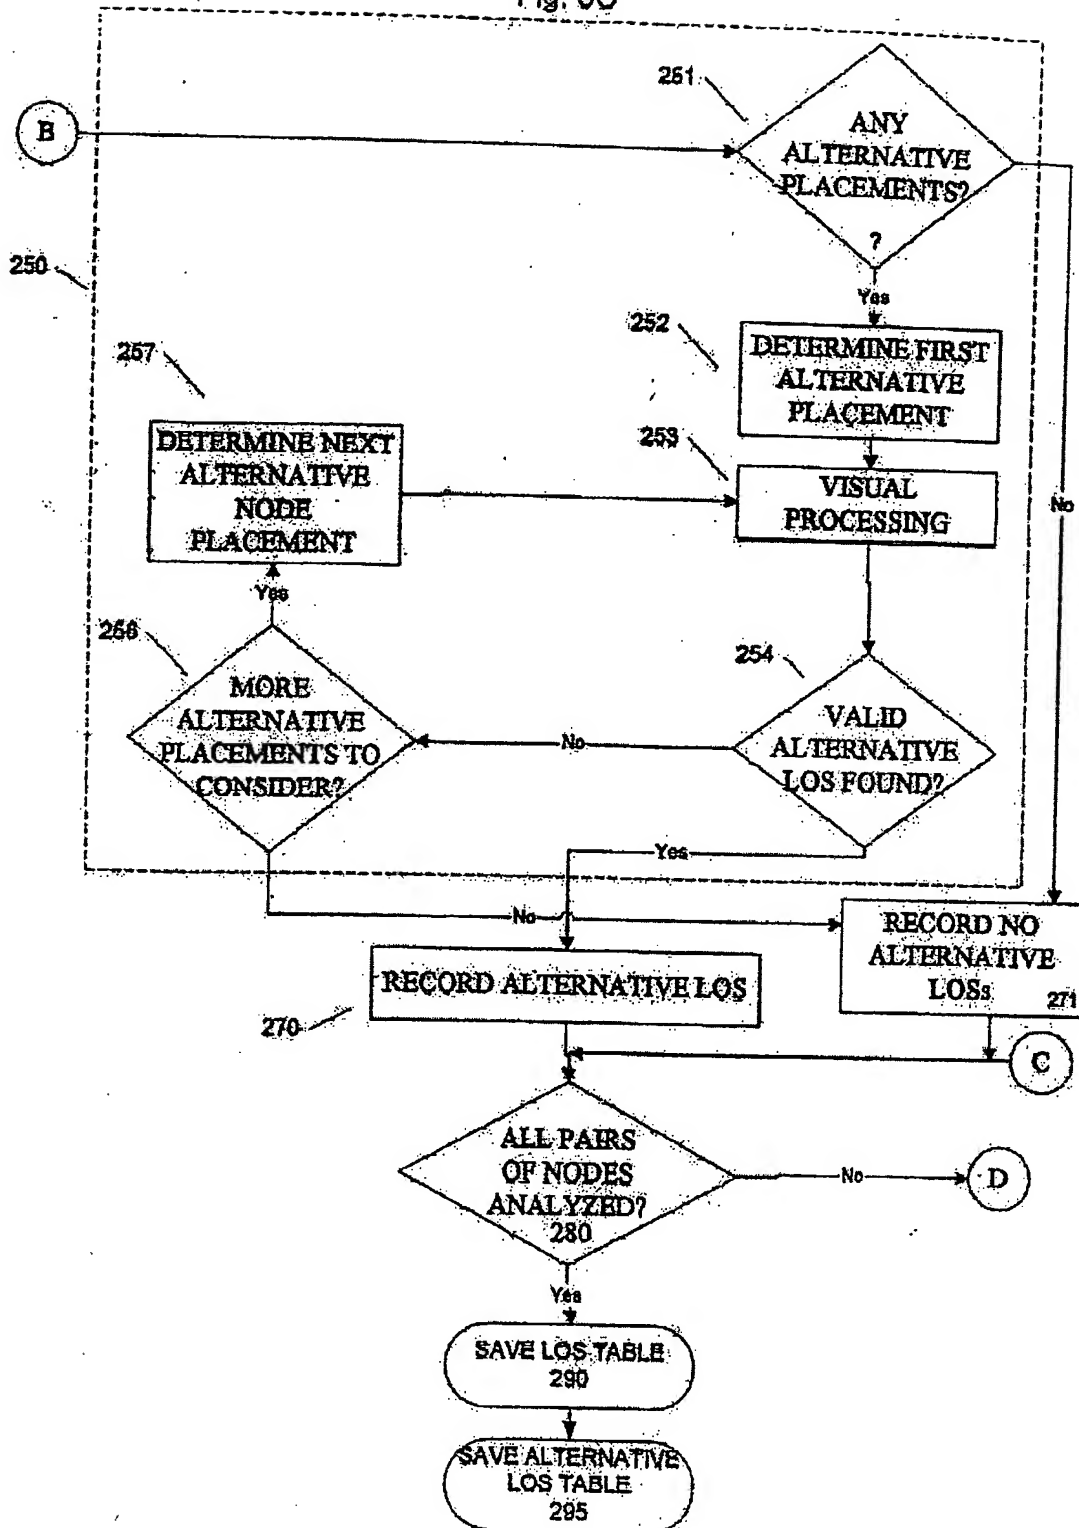 251
B
ANY
ALTERNATIVE
PLACEMENTS?
?
250
Yes
252
257
DETERMINE FIRST
ALTERNATIVE
PLACEMENT
253
DETERMINE NEXT
ALTERNATIVE
NODE
PLACEMENT
VISUAL
PROCESSING
No
Yes
256
254
MORE
ALTERNATIVE
PLACEMENTS TO
CONSIDER?
No
VALID
ALTERNATIVE
LOS FOUND?
Yes
No
RECORD NO
ALTERNATIVE
LOSs
271
RECORD ALTERNATIVE LOS
270
C
ALL PAIRS
OF NODES
ANALYZED?
280
No
D
Yes
SAVE LOS TABLE
290
SAVE ALTERNATIVE
LOS TABLE
295